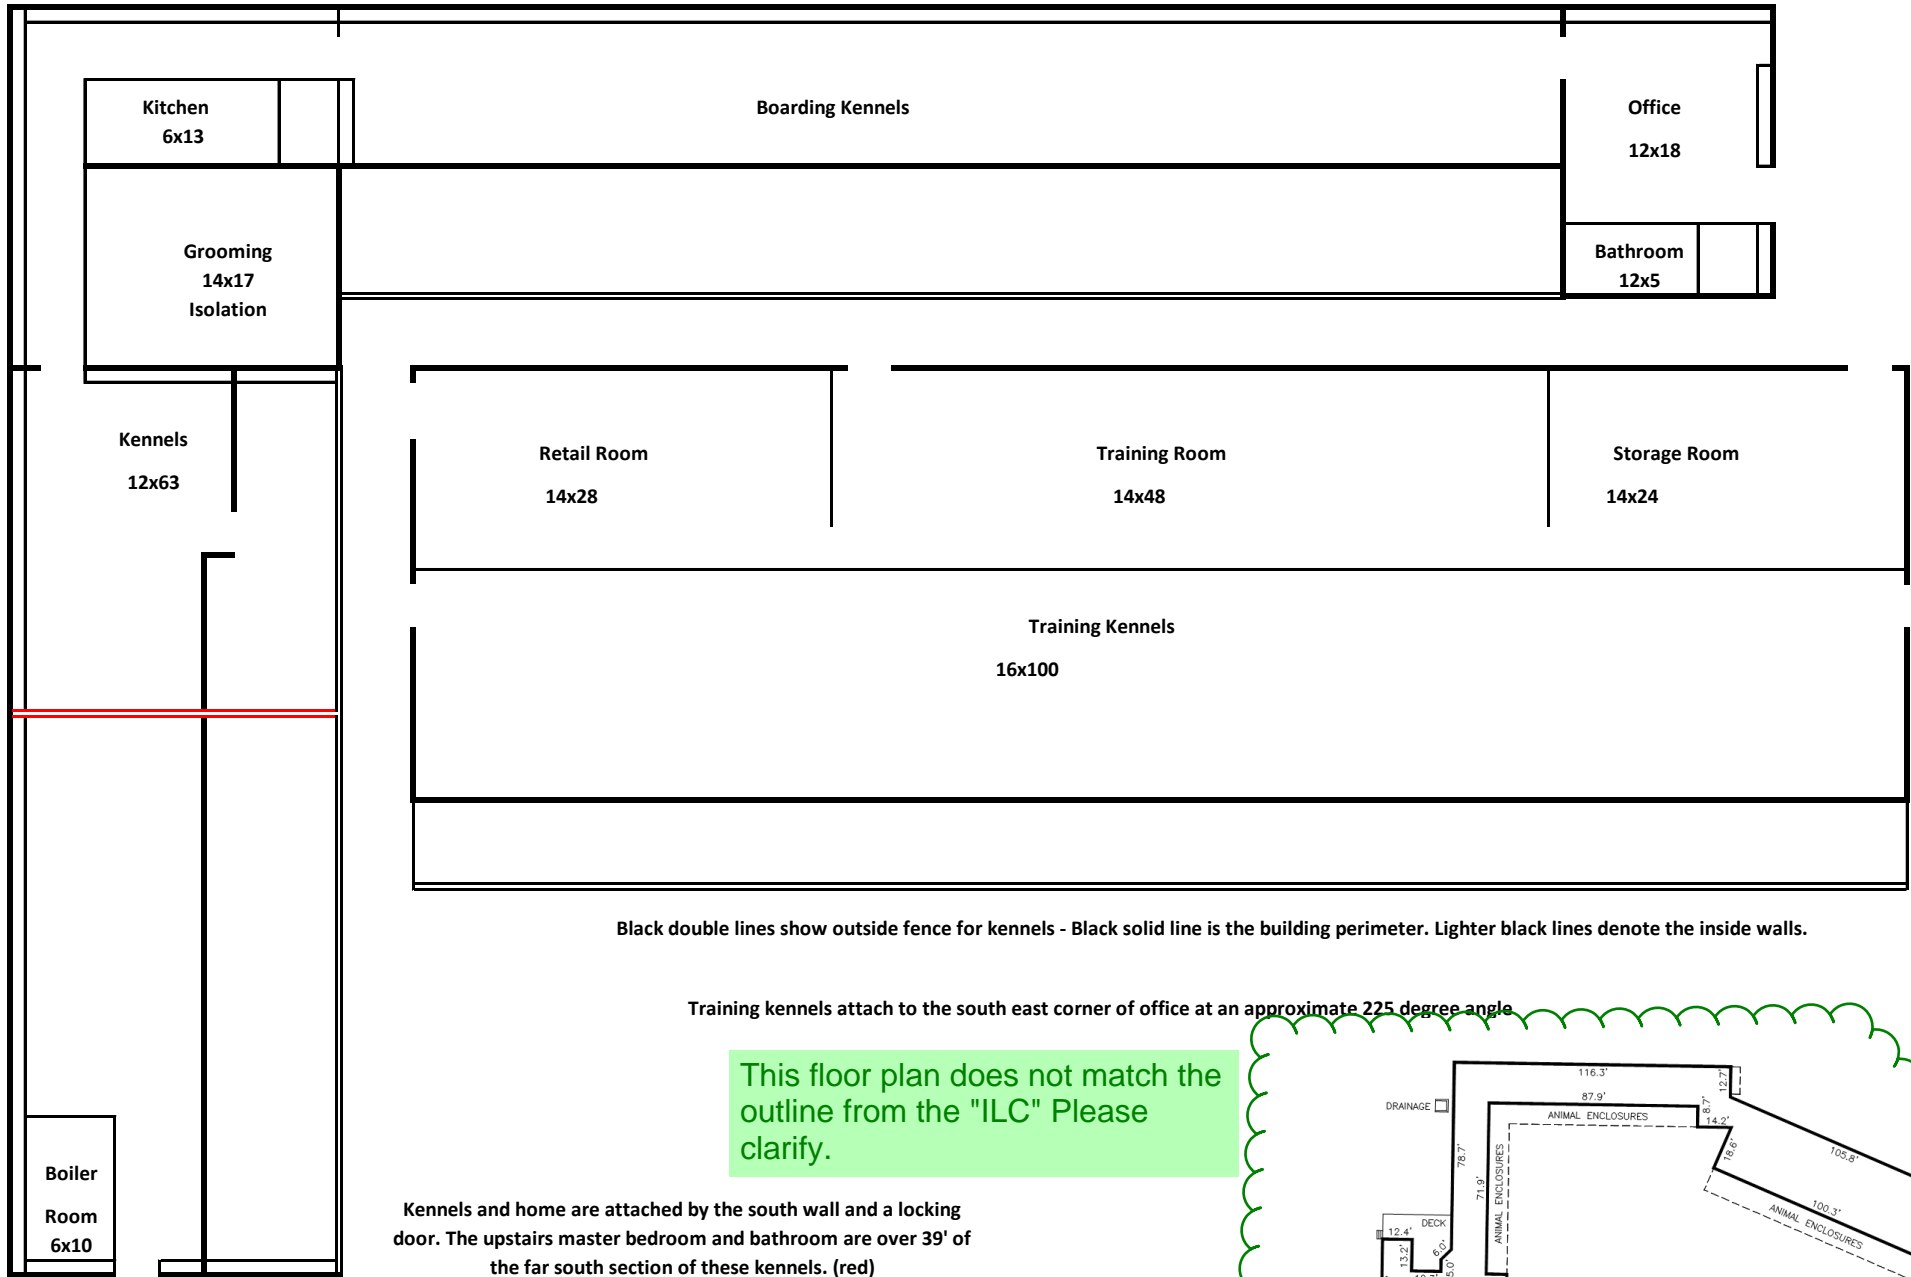 Kitchen
6x13
Boarding Kennels
Office
12x18
Grooming
14x17
Isolation
Bathroom
12x5
Kennels
12x63
Retail Room
14x28
Training Room
14x48
Storage Room
14x24
Training Kennels
16x100
Black double lines show outside fence for kennels - Black solid line is the building perimeter. Lighter black lines denote the inside walls.
Training kennels attach to the south east corner of office at an approximate 225 degree angle
This floor plan does not match the
outline from the "ILC" Please
clarify.
Boiler
Room
6x10
Kennels and home are attached by the south wall and a locking
door. The upstairs master bedroom and bathroom are over 39' of
the far south section of these kennels. (red)
116.3'
12.7'
DRAINAGE
87.9'
ANIMAL ENCLOSURES
8.7'
14.2'
18.6'
105.8'
78.7'
71.9'
ANIMAL ENCLOSURES
100.3'
ANIMAL ENCLOSURES
DECK
12.4'
13.2'
6.0'
5.0'